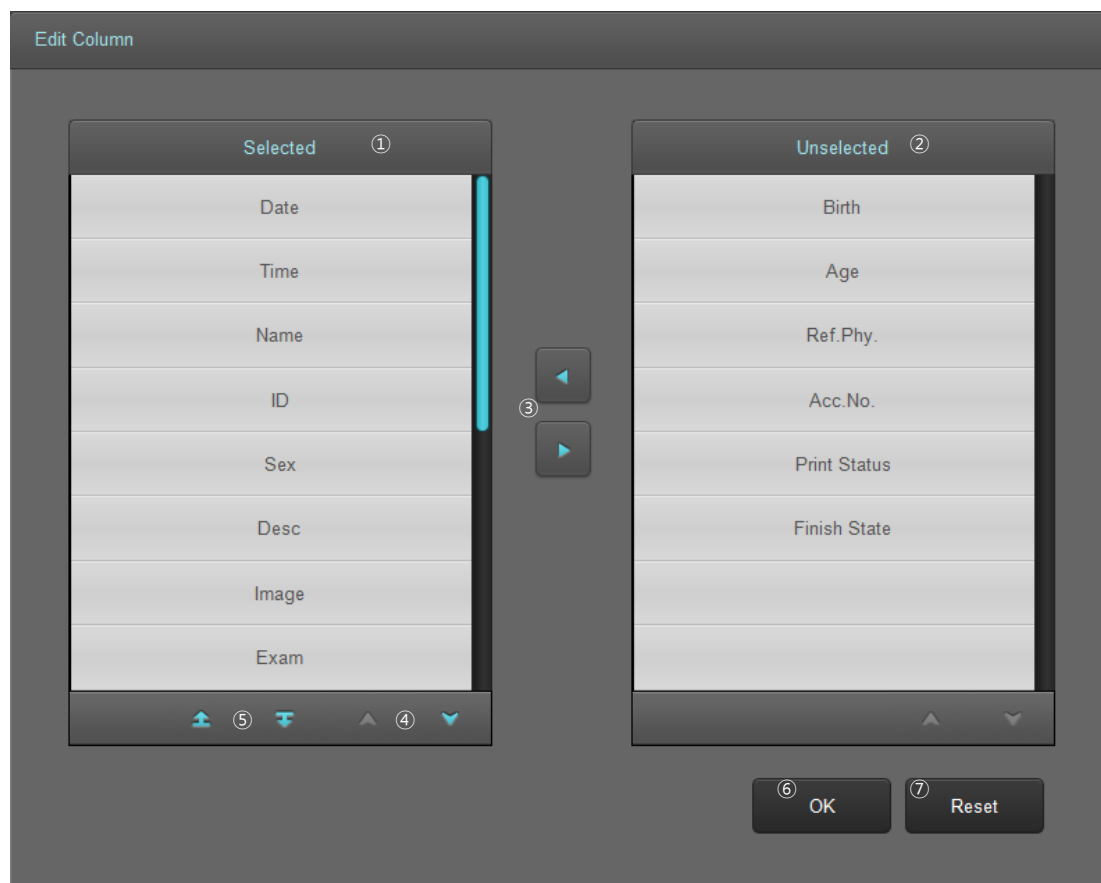 Edit Column
Selected ①
Date
Time
Name
ID
Sex
Desc
Image
Exam
⑤ ④
③
Unselected ②
Birth
Age
Ref.Phy.
Acc.No.
Print Status
Finish State
⑥ OK
⑦ Reset